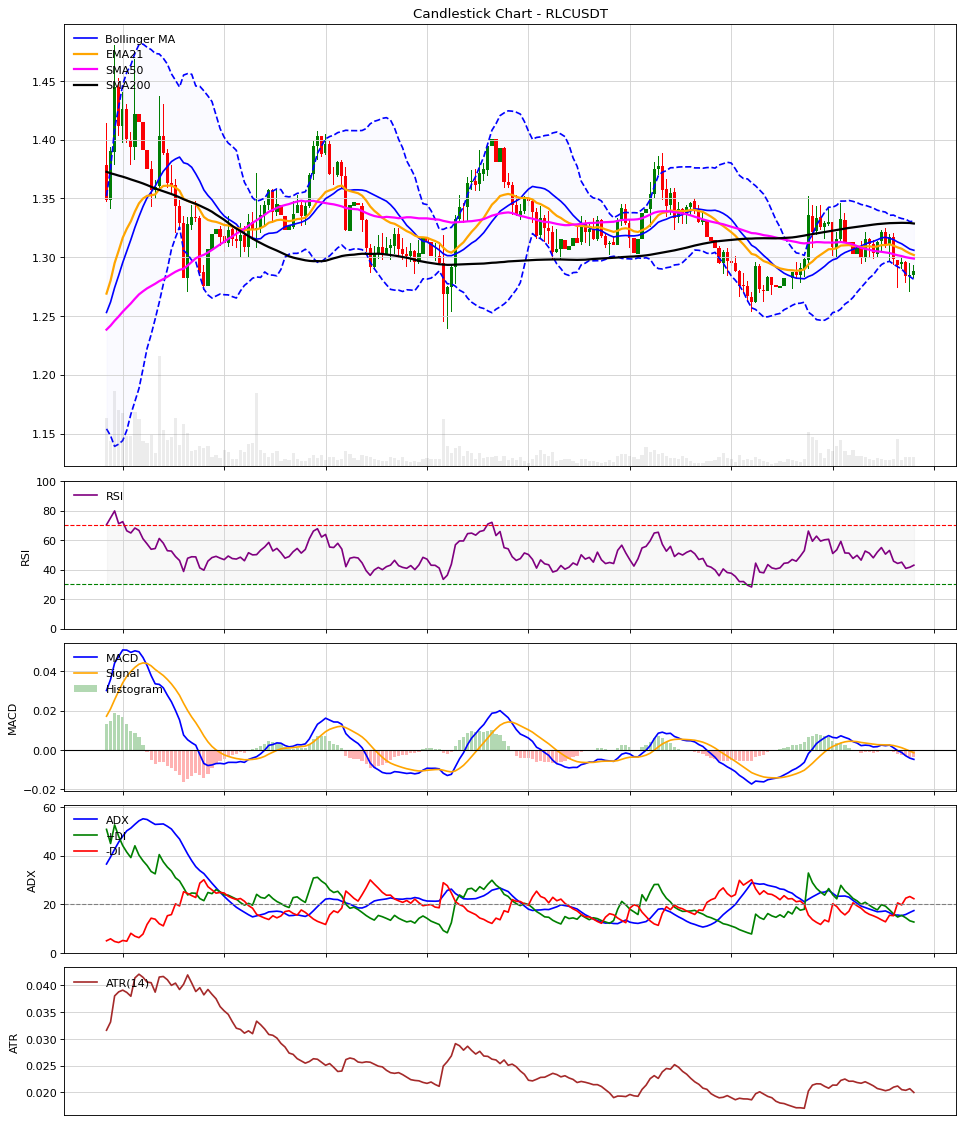 Candlestick Chart - RLCUSDT
Bollinger MA
EMA21
SMA50
SMA200
1.45
1.40
1.35
1.30
1.25
1.20
1.15
RSI
RSI
100
80
60
40
20
0
MACD
Signal
Histogram
MACD
0.04
0.02
0.00
−0.02
ADX
+DI
-DI
ADX
60
40
20
0
ATR(14)
ATR
0.040
0.035
0.030
0.025
0.020